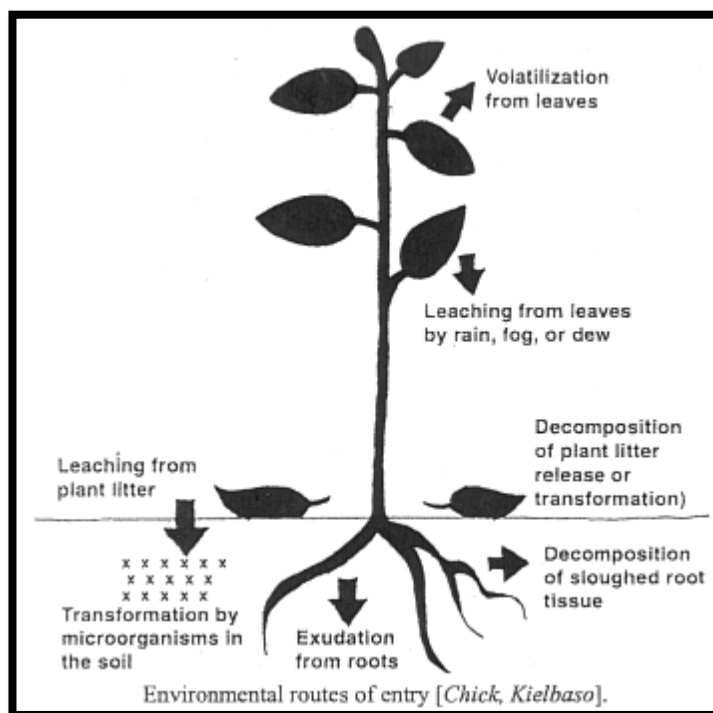 Volatilization
from leaves
Leaching from leaves
by rain, fog, or dew
Decomposition
of plant litter
release or
transformation)
Leaching from
plant litter
x x x x x x
x x x x x
x x x x x
Transformation by
microorganisms in
the soil
Exudation
from roots
Decomposition
of sloughed root
tissue
Environmental routes of entry [Chick, Kielbaso].